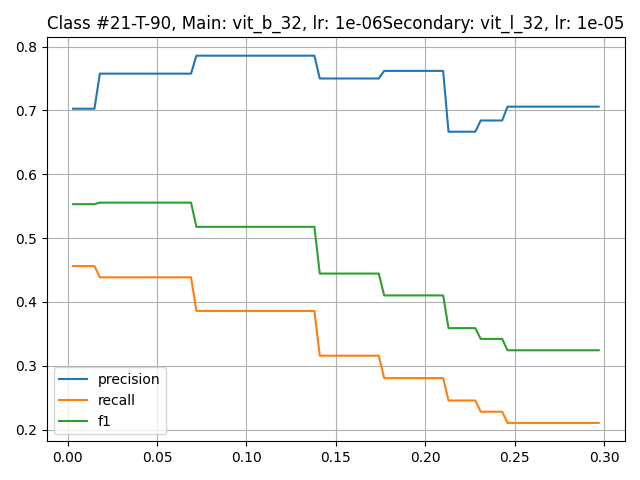 Class #21-T-90, Main: vit_b_32, lr: 1e-06Secondary: vit_l_32, lr: 1e-05
0.8
0.7
0.6
0.5
0.4
0.3
0.2
precision
recall
f1
0.00 0.05 0.10 0.15 0.20 0.25 0.30